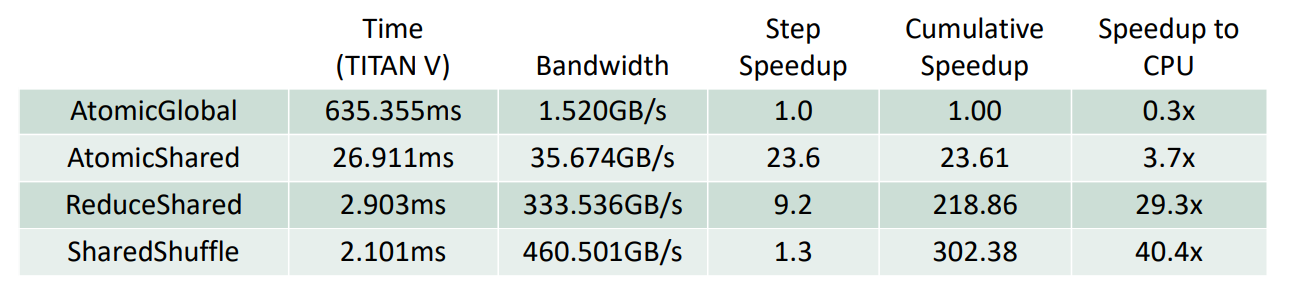 Time (TITAN V) Bandwidth Step Speedup Cumulative Speedup Speedup to CPU
AtomicGlobal 635.355ms 1.520GB/s 1.0 1.00 0.3x
AtomicShared 26.911ms 35.674GB/s 23.6 23.61 3.7x
ReduceShared 2.903ms 333.536GB/s 9.2 218.86 29.3x
SharedShuffle 2.101ms 460.501GB/s 1.3 302.38 40.4x